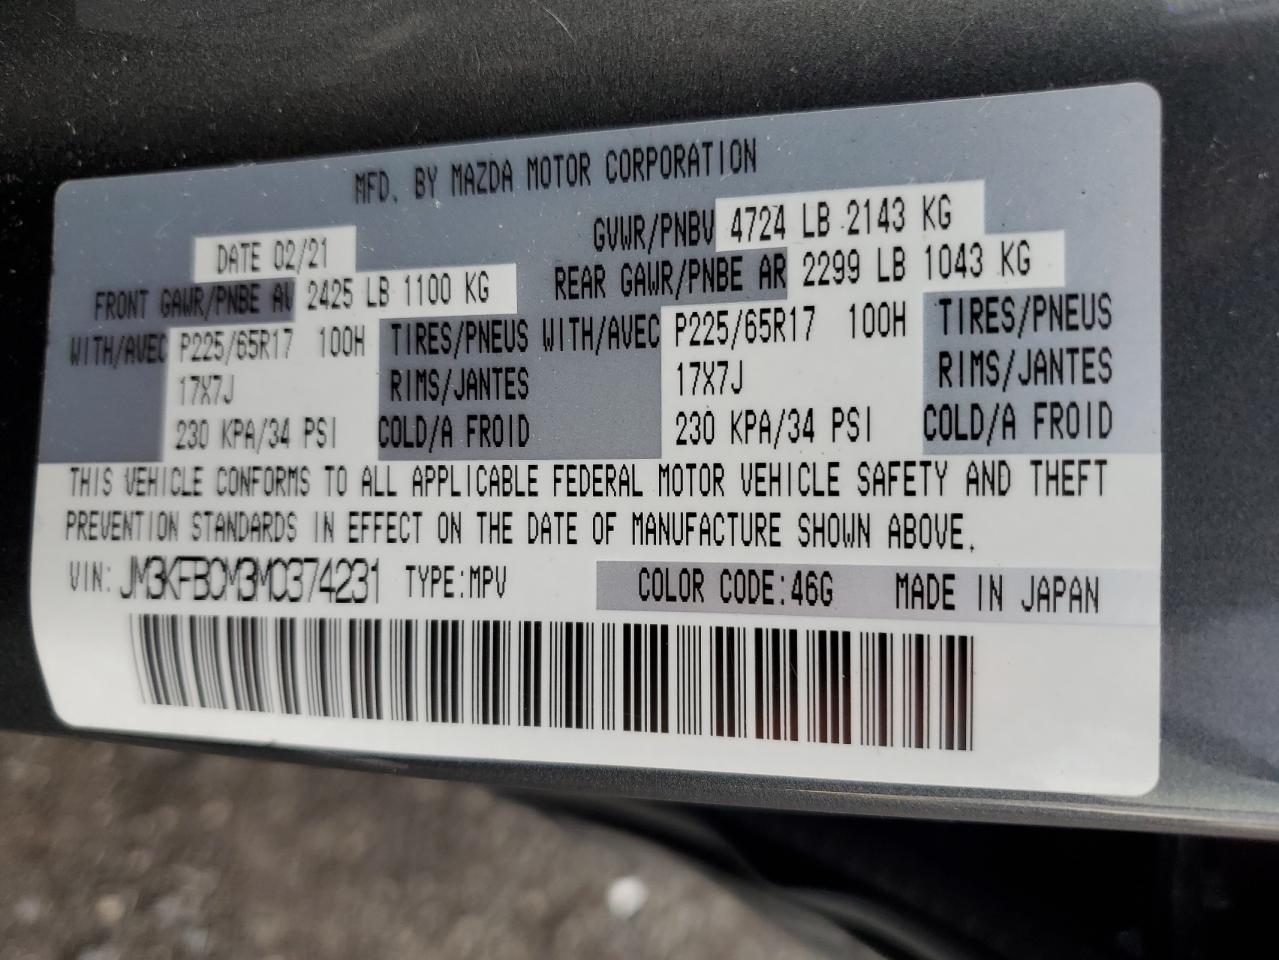 MFD. BY MAZDA MOTOR CORPORATION
DATE 02/21 GVWR/PNBV 4724 LB 2143 KG
FRONT GAWR/PNBE AV 2425 LB 1100 KG REAR GAWR/PNBE AR 2299 LB 1043 KG
WITH/AVEC P225/65R17 100H TIRES/PNEUS WITH/AVEC P225/65R17 100H TIRES/PNEUS
17X7J RIMS/JANTES 17X7J RIMS/JANTES
230 KPA/34 PSI COLD/A FROID 230 KPA/34 PSI COLD/A FROID
THIS VEHICLE CONFORMS TO ALL APPLICABLE FEDERAL MOTOR VEHICLE SAFETY AND THEFT
PREVENTION STANDARDS IN EFFECT ON THE DATE OF MANUFACTURE SHOWN ABOVE.
VIN: JM3KFBCM3M0374231 TYPE:MPV COLOR CODE:46G MADE IN JAPAN